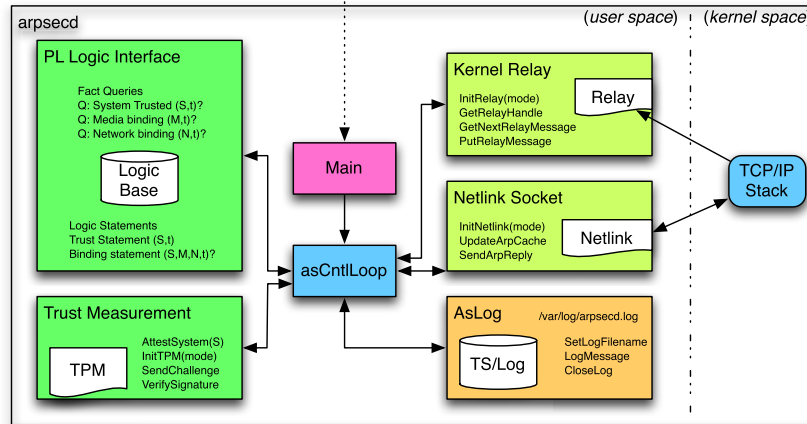 arpsecd
(user space)
(kernel space)
PL Logic Interface
Fact Queries
Q: System Trusted (S,t)?
Q: Media binding (M,t)?
Q: Network binding (N,t)?
Logic
Base
Logic Statements
Trust Statement (S,t)
Binding statement (S,M,N,t)?
Main
asCntlLoop
Kernel Relay
InitRelay(mode)
GetRelayHandle
GetNextRelayMessage
PutRelayMessage
Relay
TCP/IP
Stack
Netlink Socket
InitNetlink(mode)
UpdateArpCache
SendArpReply
Netlink
Trust Measurement
TPM
AttestSystem(S)
InitTPM(mode)
SendChallenge
VerifySignature
AsLog
/var/log/arpsecd.log
TS/Log
SetLogFilename
LogMessage
CloseLog